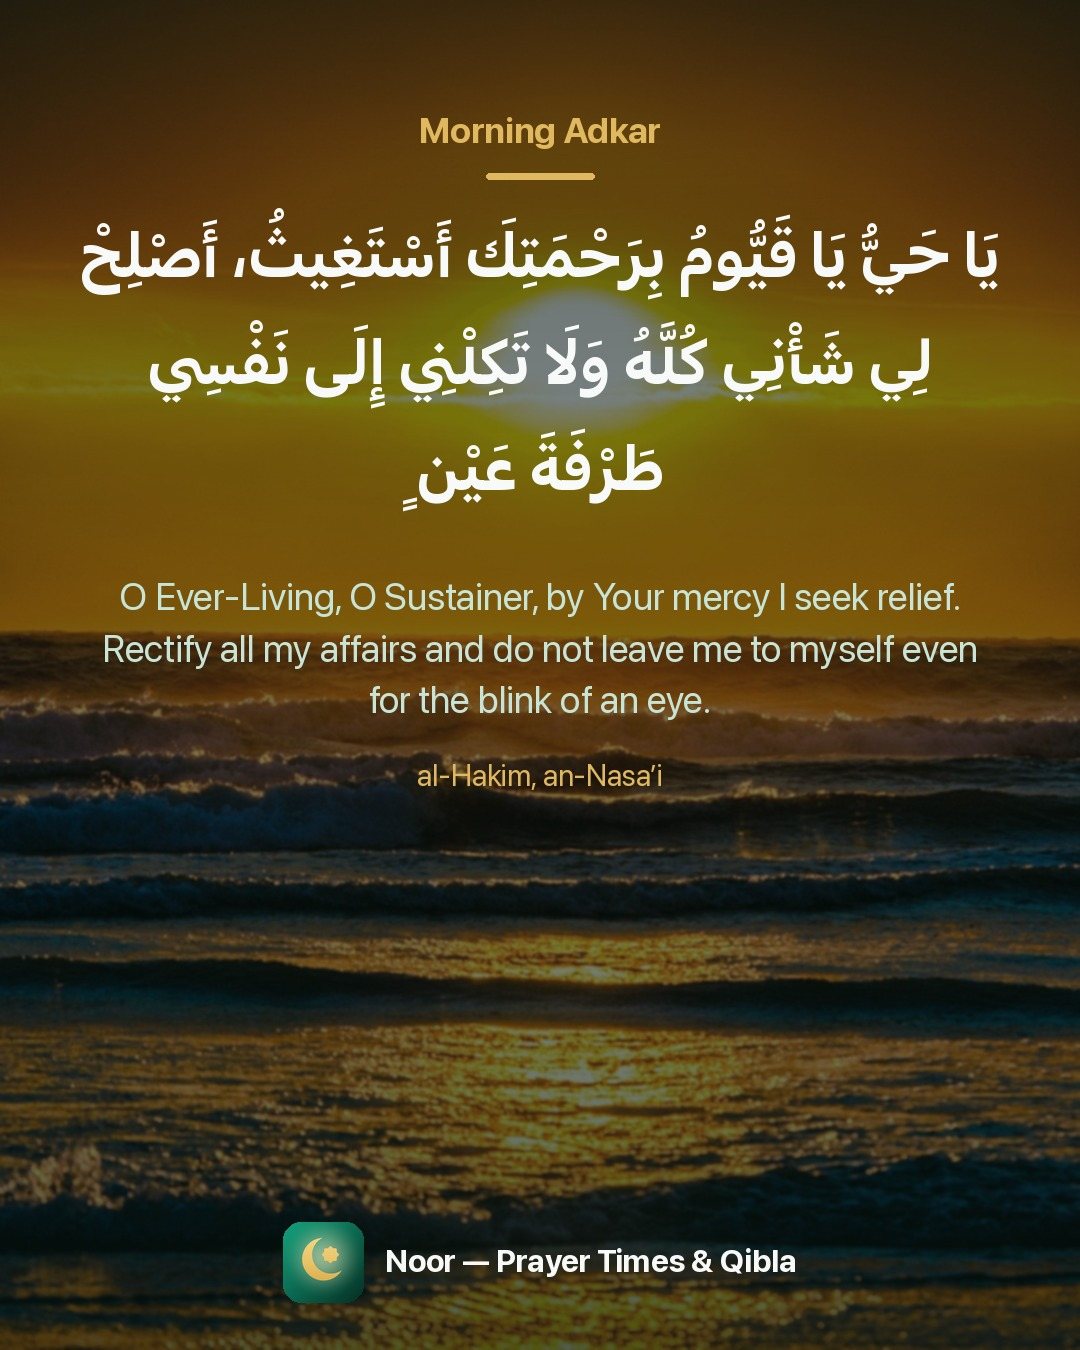 Morning Adkar
يَا حَيُّ يَا قَيُّومُ بِرَحْمَتِكَ أَسْتَغِيثُ، أَصْلِحْ
لِي شَأْنِي كُلَّهُ وَلَا تَكِلْنِي إِلَى نَفْسِي
طَرْفَةَ عَيْنٍ
O Ever-Living, O Sustainer, by Your mercy I seek relief.
Rectify all my affairs and do not leave me to myself even
for the blink of an eye.
al-Hakim, an-Nasa’i
Noor — Prayer Times & Qibla